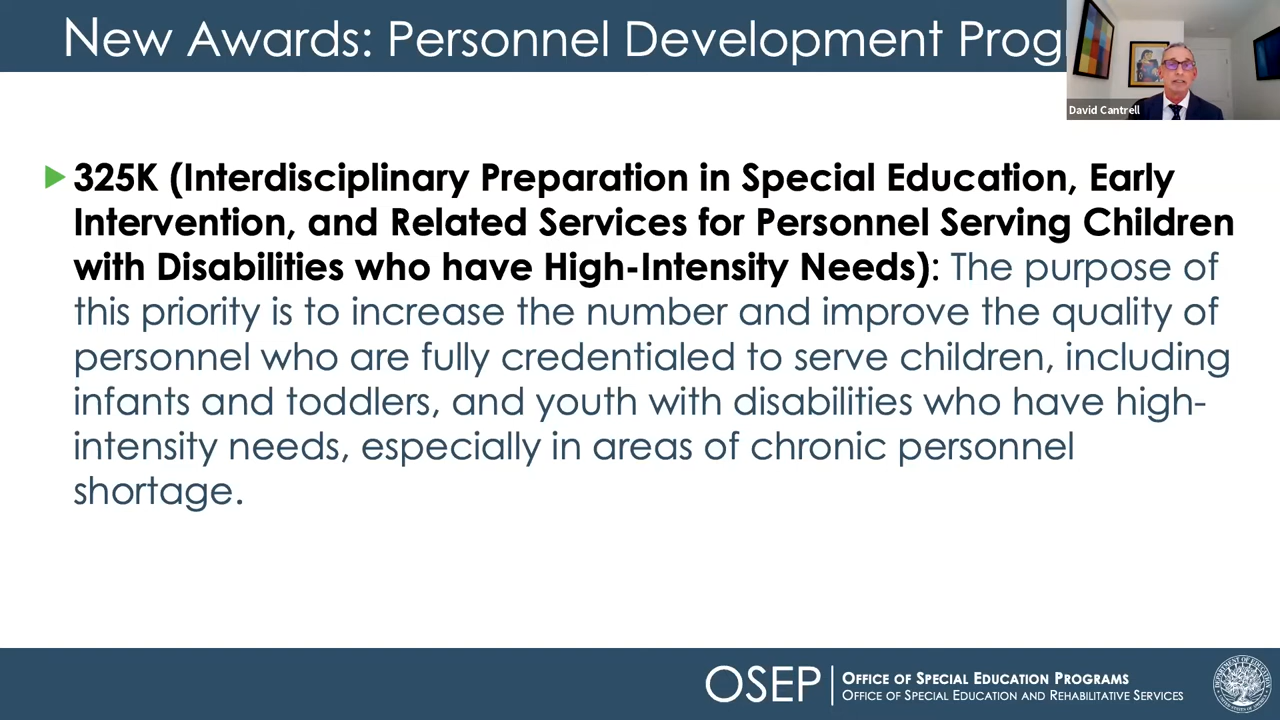 New Awards: Personnel Development Prog
David Cantrell
325K (Interdisciplinary Preparation in Special Education, Early
Intervention, and Related Services for Personnel Serving Children
with Disabilities who have High-Intensity Needs): The purpose of
this priority is to increase the number and improve the quality of
personnel who are fully credentialed to serve children, including
infants and toddlers, and youth with disabilities who have high-
intensity needs, especially in areas of chronic personnel
shortage.
OSEP
OFFICE OF SPECIAL EDUCATION PROGRAMS
OFFICE OF SPECIAL EDUCATION AND REHABILITATIVE SERVICES